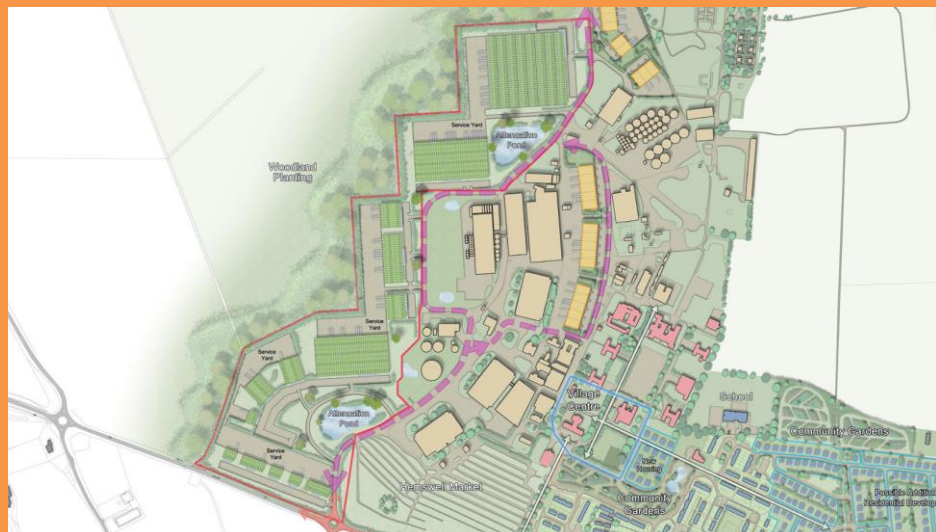 Service Yard
Attenuation
Pond
Woodland
Planting
Service
Yard
Service
Yard
Attenuation
Pond
Service Yard
Village
Centre
School
Community Gardens
New
Housing
Hemswell Market
Community
Gardens
Possible Addition
Residential Develop